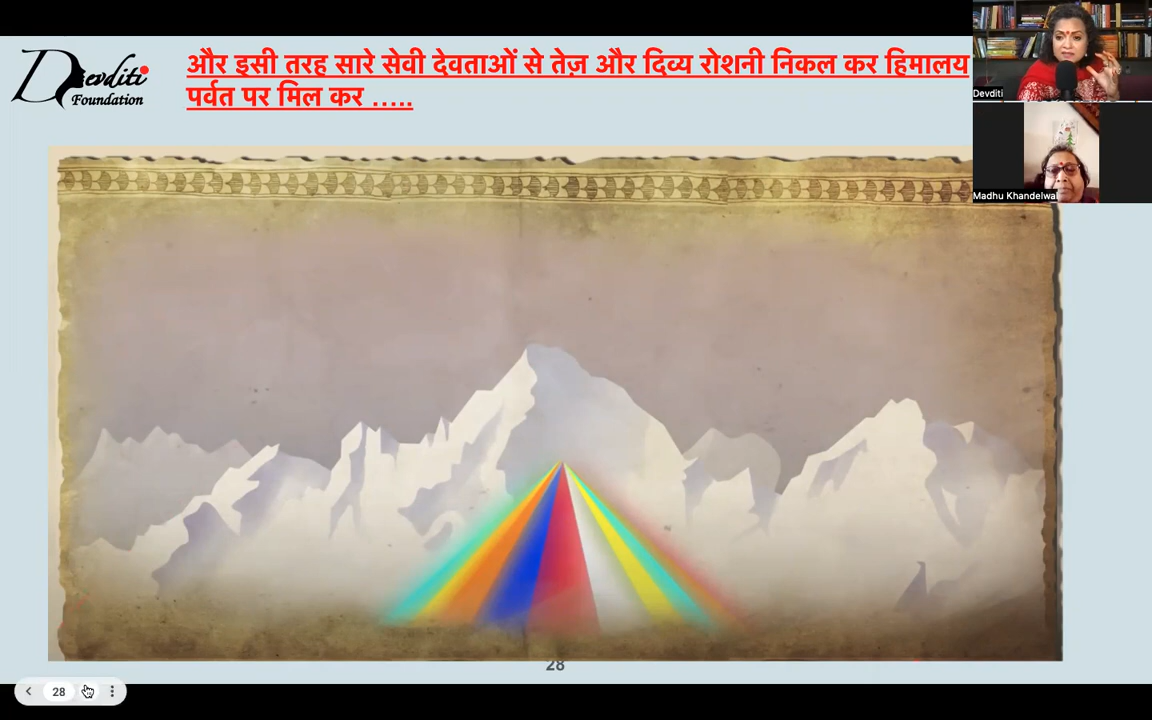 Devditi
Foundation
और इसी तरह सारे सेवी देवताओं से तेज़ और दिव्य रोशनी निकल कर हिमालय
पर्वत पर मिल कर .....
Devditi
Madhu Khandelwal
28
28